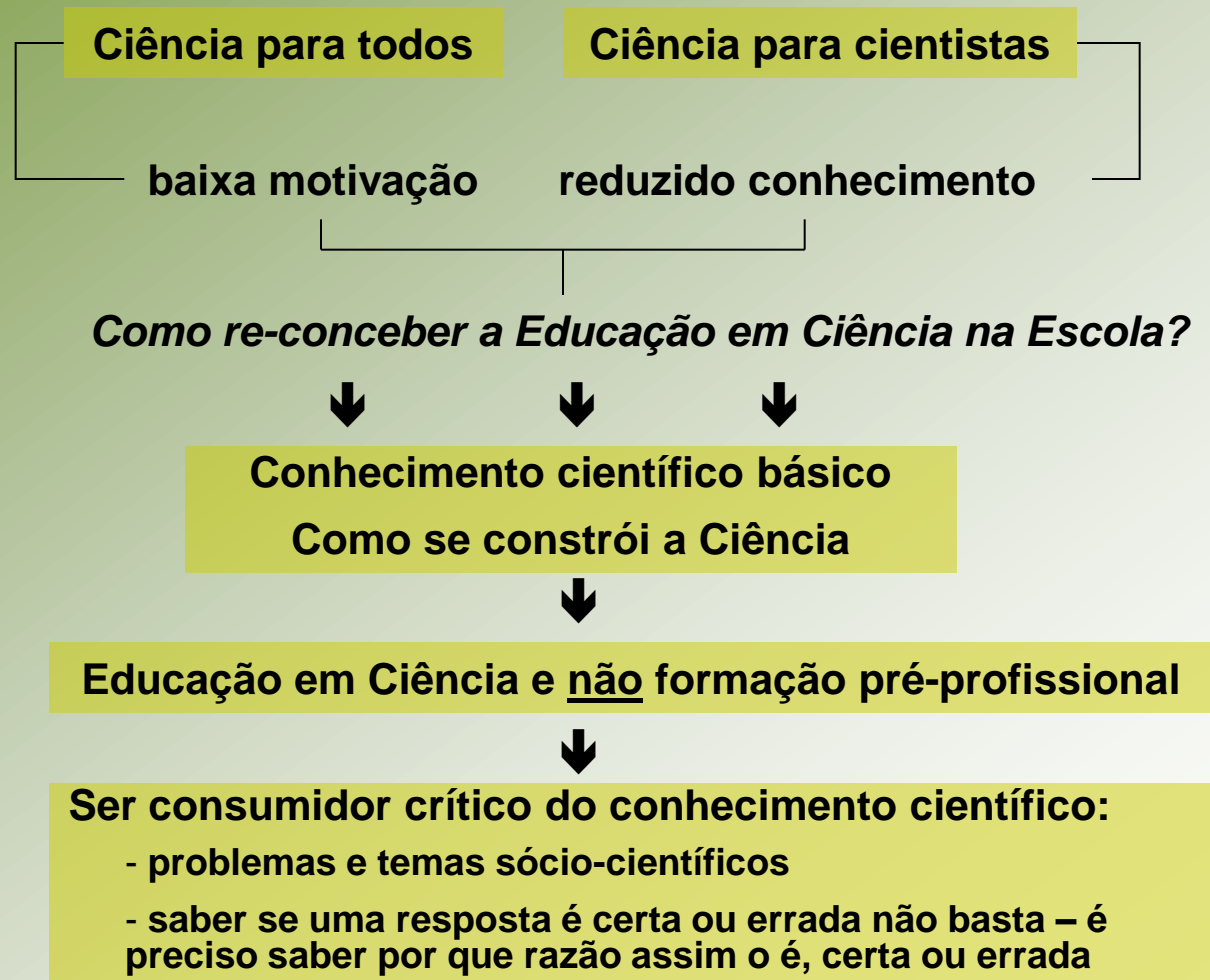 Ciência para todos
Ciência para cientistas
baixa motivação
reduzido conhecimento
Como re-conceber a Educação em Ciência na Escola?
Conhecimento científico básico
Como se constrói a Ciência
Educação em Ciência e não formação pré-profissional
Ser consumidor crítico do conhecimento científico:
- problemas e temas sócio-científicos
- saber se uma resposta é certa ou errada não basta – é
preciso saber por que razão assim o é, certa ou errada